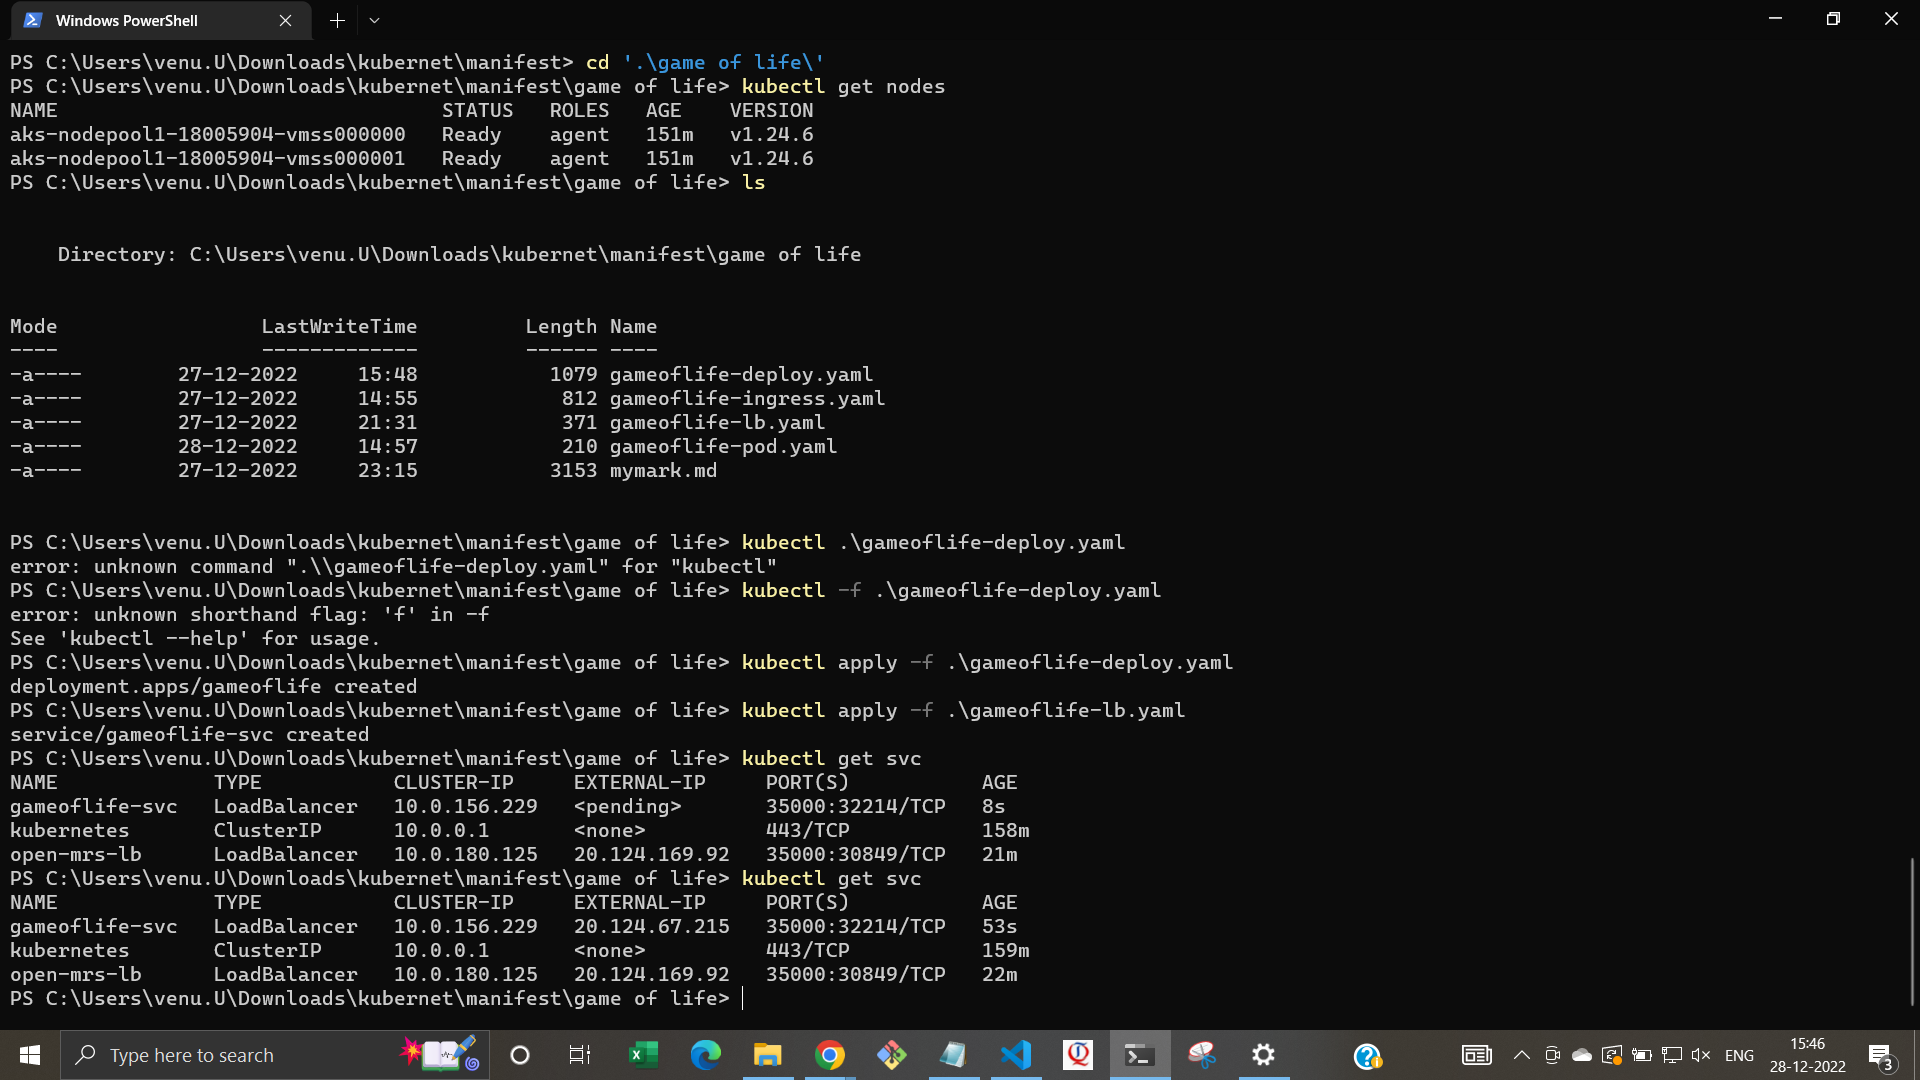 Windows PowerShell
PS C:\Users\venu.U\Downloads\kubernet\manifest> cd '.\game of life\'
PS C:\Users\venu.U\Downloads\kubernet\manifest\game of life> kubectl get nodes
NAME                                STATUS   ROLES   AGE    VERSION
aks-nodepool1-18005904-vmss000000   Ready    agent   151m   v1.24.6
aks-nodepool1-18005904-vmss000001   Ready    agent   151m   v1.24.6
PS C:\Users\venu.U\Downloads\kubernet\manifest\game of life> ls
    Directory: C:\Users\venu.U\Downloads\kubernet\manifest\game of life
Mode                 LastWriteTime         Length Name
----                 -------------         ------ ----
-a----        27-12-2022     15:48           1079 gameoflife-deploy.yaml
-a----        27-12-2022     14:55            812 gameoflife-ingress.yaml
-a----        27-12-2022     21:31            371 gameoflife-lb.yaml
-a----        28-12-2022     14:57            210 gameoflife-pod.yaml
-a----        27-12-2022     23:15           3153 mymark.md
PS C:\Users\venu.U\Downloads\kubernet\manifest\game of life> kubectl .\gameoflife-deploy.yaml
error: unknown command ".\\gameoflife-deploy.yaml" for "kubectl"
PS C:\Users\venu.U\Downloads\kubernet\manifest\game of life> kubectl -f .\gameoflife-deploy.yaml
error: unknown shorthand flag: 'f' in -f
See 'kubectl --help' for usage.
PS C:\Users\venu.U\Downloads\kubernet\manifest\game of life> kubectl apply -f .\gameoflife-deploy.yaml
deployment.apps/gameoflife created
PS C:\Users\venu.U\Downloads\kubernet\manifest\game of life> kubectl apply -f .\gameoflife-lb.yaml
service/gameoflife-svc created
PS C:\Users\venu.U\Downloads\kubernet\manifest\game of life> kubectl get svc
NAME             TYPE           CLUSTER-IP     EXTERNAL-IP     PORT(S)           AGE
gameoflife-svc   LoadBalancer   10.0.156.229   <pending>       35000:32214/TCP   8s
kubernetes       ClusterIP      10.0.0.1       <none>          443/TCP           158m
open-mrs-lb      LoadBalancer   10.0.180.125   20.124.169.92   35000:30849/TCP   21m
PS C:\Users\venu.U\Downloads\kubernet\manifest\game of life> kubectl get svc
NAME             TYPE           CLUSTER-IP     EXTERNAL-IP     PORT(S)           AGE
gameoflife-svc   LoadBalancer   10.0.156.229   20.124.67.215   35000:32214/TCP   53s
kubernetes       ClusterIP      10.0.0.1       <none>          443/TCP           159m
open-mrs-lb      LoadBalancer   10.0.180.125   20.124.169.92   35000:30849/TCP   22m
PS C:\Users\venu.U\Downloads\kubernet\manifest\game of life>
Type here to search
ENG
15:46
28-12-2022
3